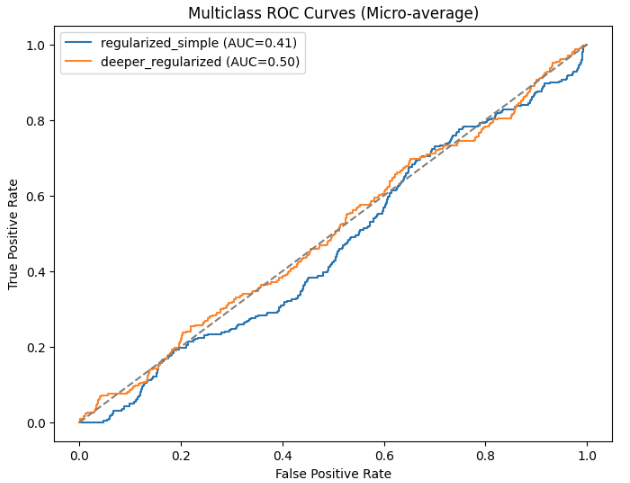 Multiclass ROC Curves (Micro-average)
regularized_simple (AUC=0.41)
deeper_regularized (AUC=0.50)
True Positive Rate
1.0
0.8
0.6
0.4
0.2
0.0
0.0 0.2 0.4 0.6 0.8 1.0
False Positive Rate